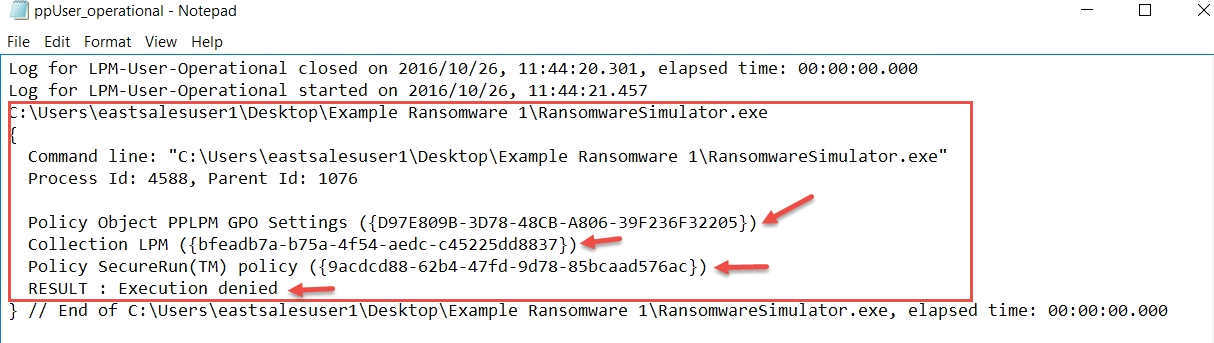 ppUser_operational - Notepad
File Edit Format View Help
Log for LPM-User-Operational closed on 2016/10/26, 11:44:20.301, elapsed time: 00:00:00.000
Log for LPM-User-Operational started on 2016/10/26, 11:44:21.457
C:\Users\eastsalesuser1\Desktop\Example Ransomware 1\RansomwareSimulator.exe
{
Command line: "C:\Users\eastsalesuser1\Desktop\Example Ransomware 1\RansomwareSimulator.exe"
Process Id: 4588, Parent Id: 1076
Policy Object PPLPM GPO Settings ({D97E809B-3D78-48CB-A806-39F236F32205})
Collection LPM ({bfeadb7a-b75a-4f54-aedc-c45225dd8837})
Policy SecureRun(TM) policy ({9acdcd88-62b4-47fd-9d78-85bcaad576ac})
RESULT : Execution denied
} // End of C:\Users\eastsalesuser1\Desktop\Example Ransomware 1\RansomwareSimulator.exe, elapsed time: 00:00:00.000